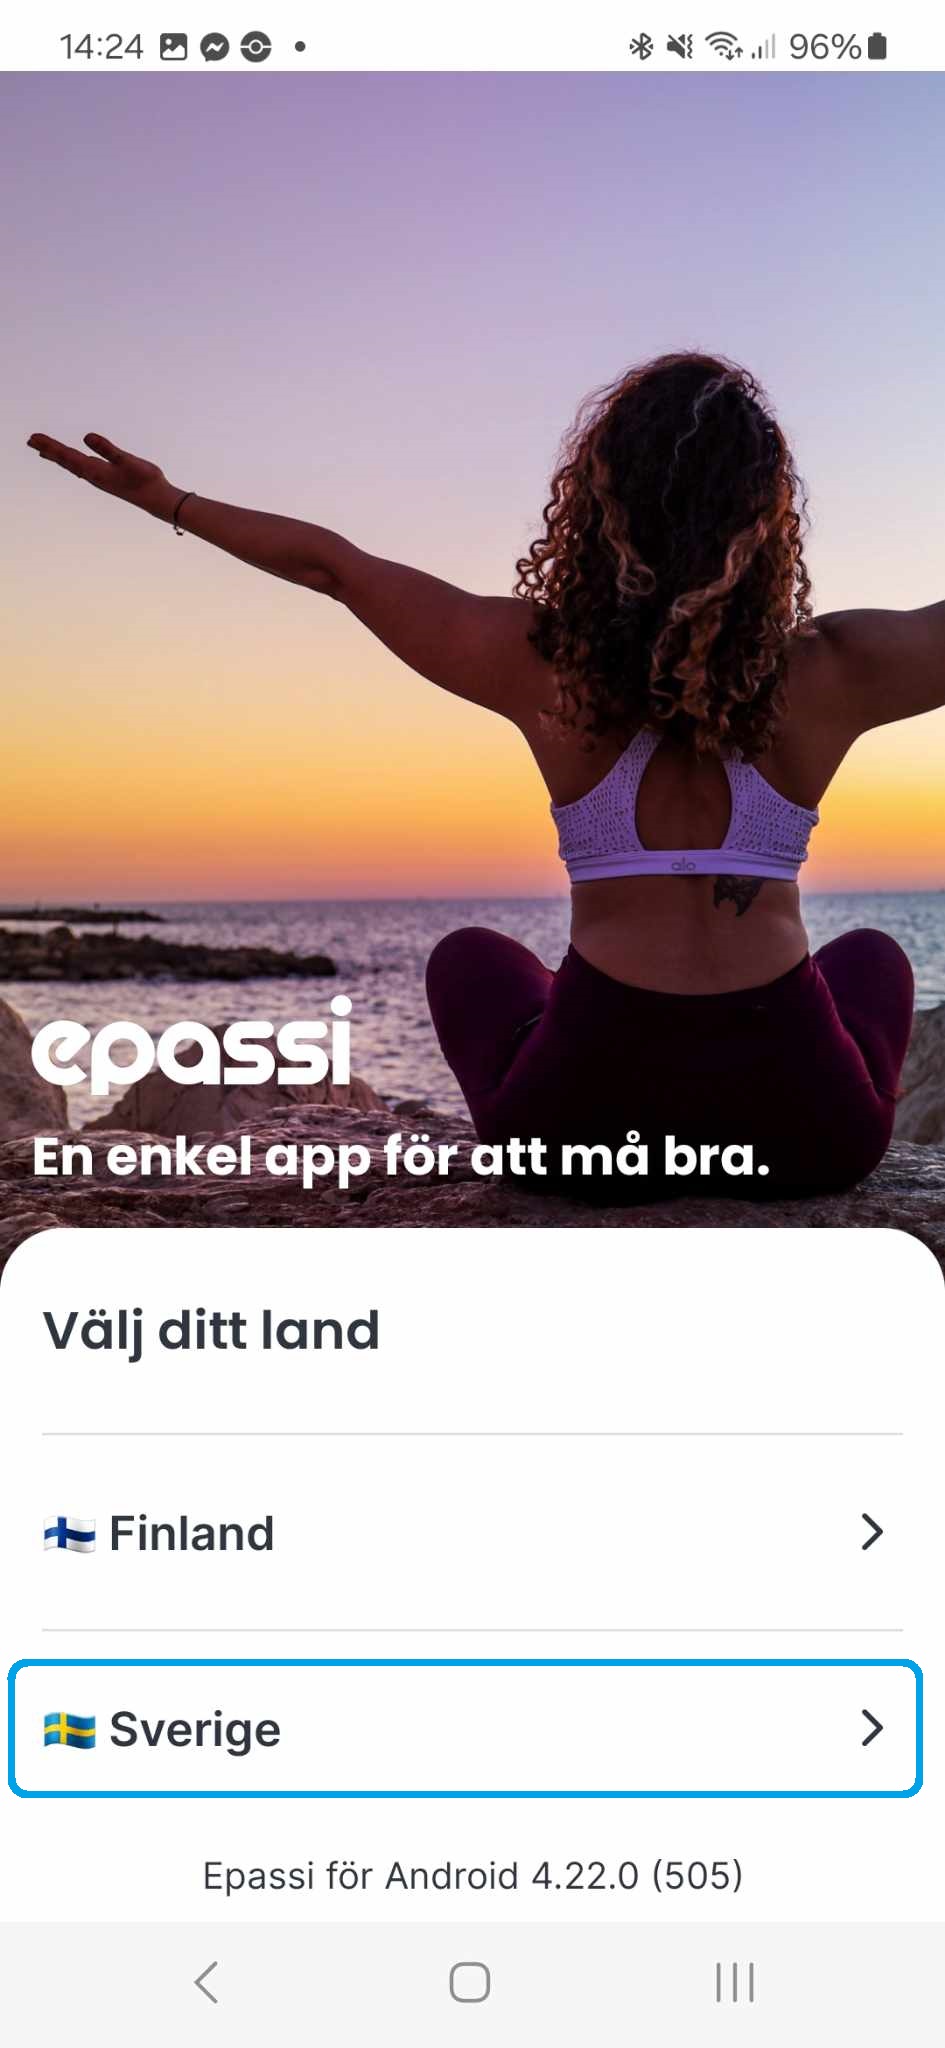 14:24
96%
alo
epassi
En enkel app för att må bra.
Välj ditt land
Finland
Sverige
Epassi för Android 4.22.0 (505)